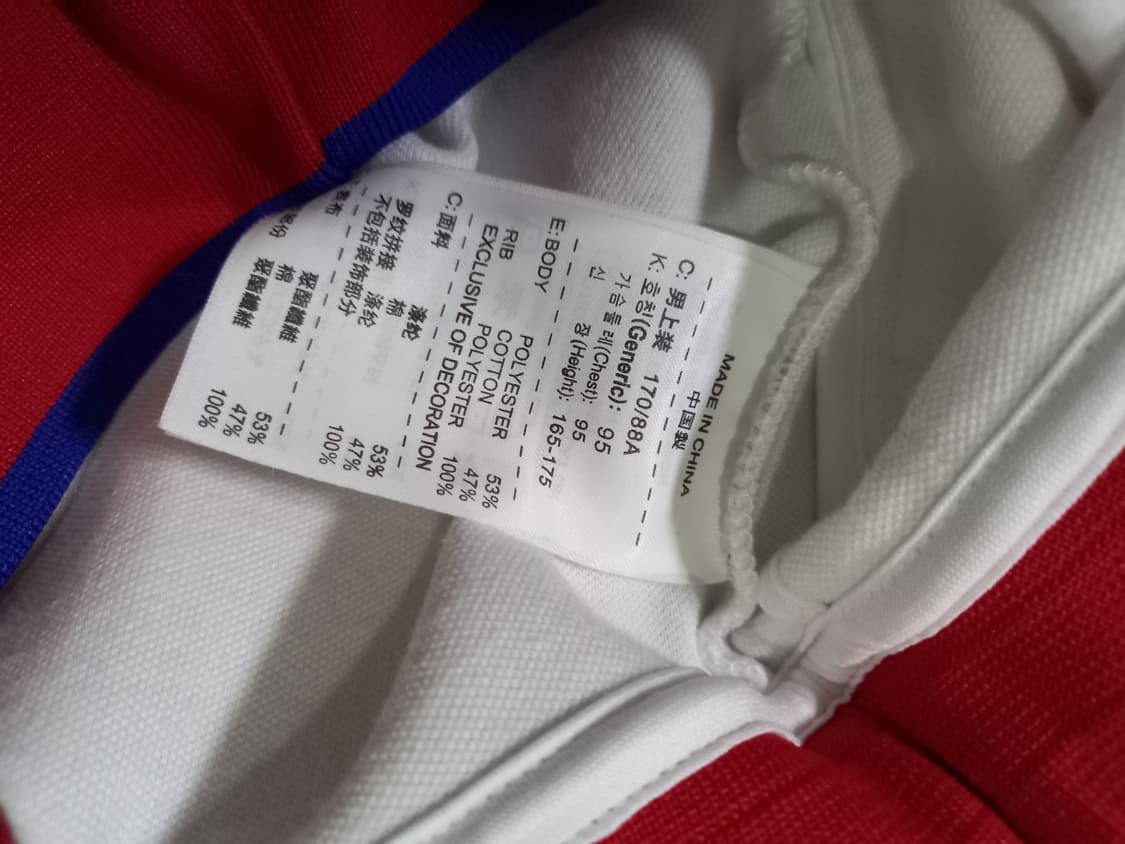 MADE IN CHINA
中国製
C: 男上装 170/88A
K: 호칭(Generic): 95
가슴둘레(Chest): 95
신 장(Height): 165-175
E: BODY POLYESTER 53%
COTTON 47%
RIB POLYESTER 100%
EXCLUSIVE OF DECORATION
C: 面料 涤纶 53%
棉 47%
罗纹拼接 涤纶 100%
不包括装饰部分
聚酯纖維 53%
棉 47%
聚酯纖維 100%